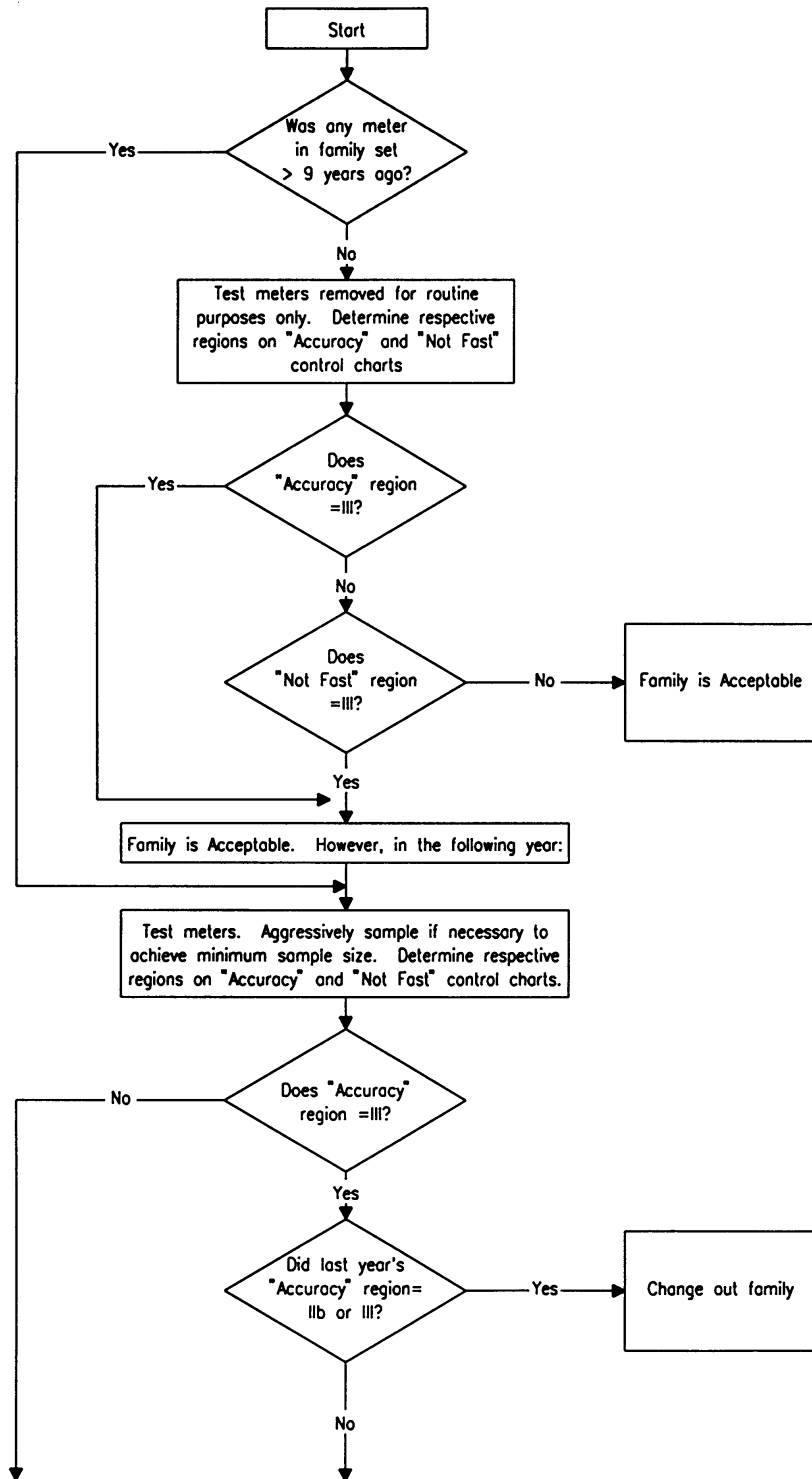 Start
Was any meter
in family set
> 9 years ago?
Yes
No
Test meters removed for routine
purposes only. Determine respective
regions on "Accuracy" and "Not Fast"
control charts
Does
"Accuracy" region
=III?
Yes
No
Does
"Not Fast" region
=III?
No
Family is Acceptable
Yes
Family is Acceptable. However, in the following year:
Test meters. Aggressively sample if necessary to
achieve minimum sample size. Determine respective
regions on "Accuracy" and "Not Fast" control charts.
Does "Accuracy"
region =III?
No
Yes
Did last year's
"Accuracy" region=
IIb or III?
Yes
Change out family
No